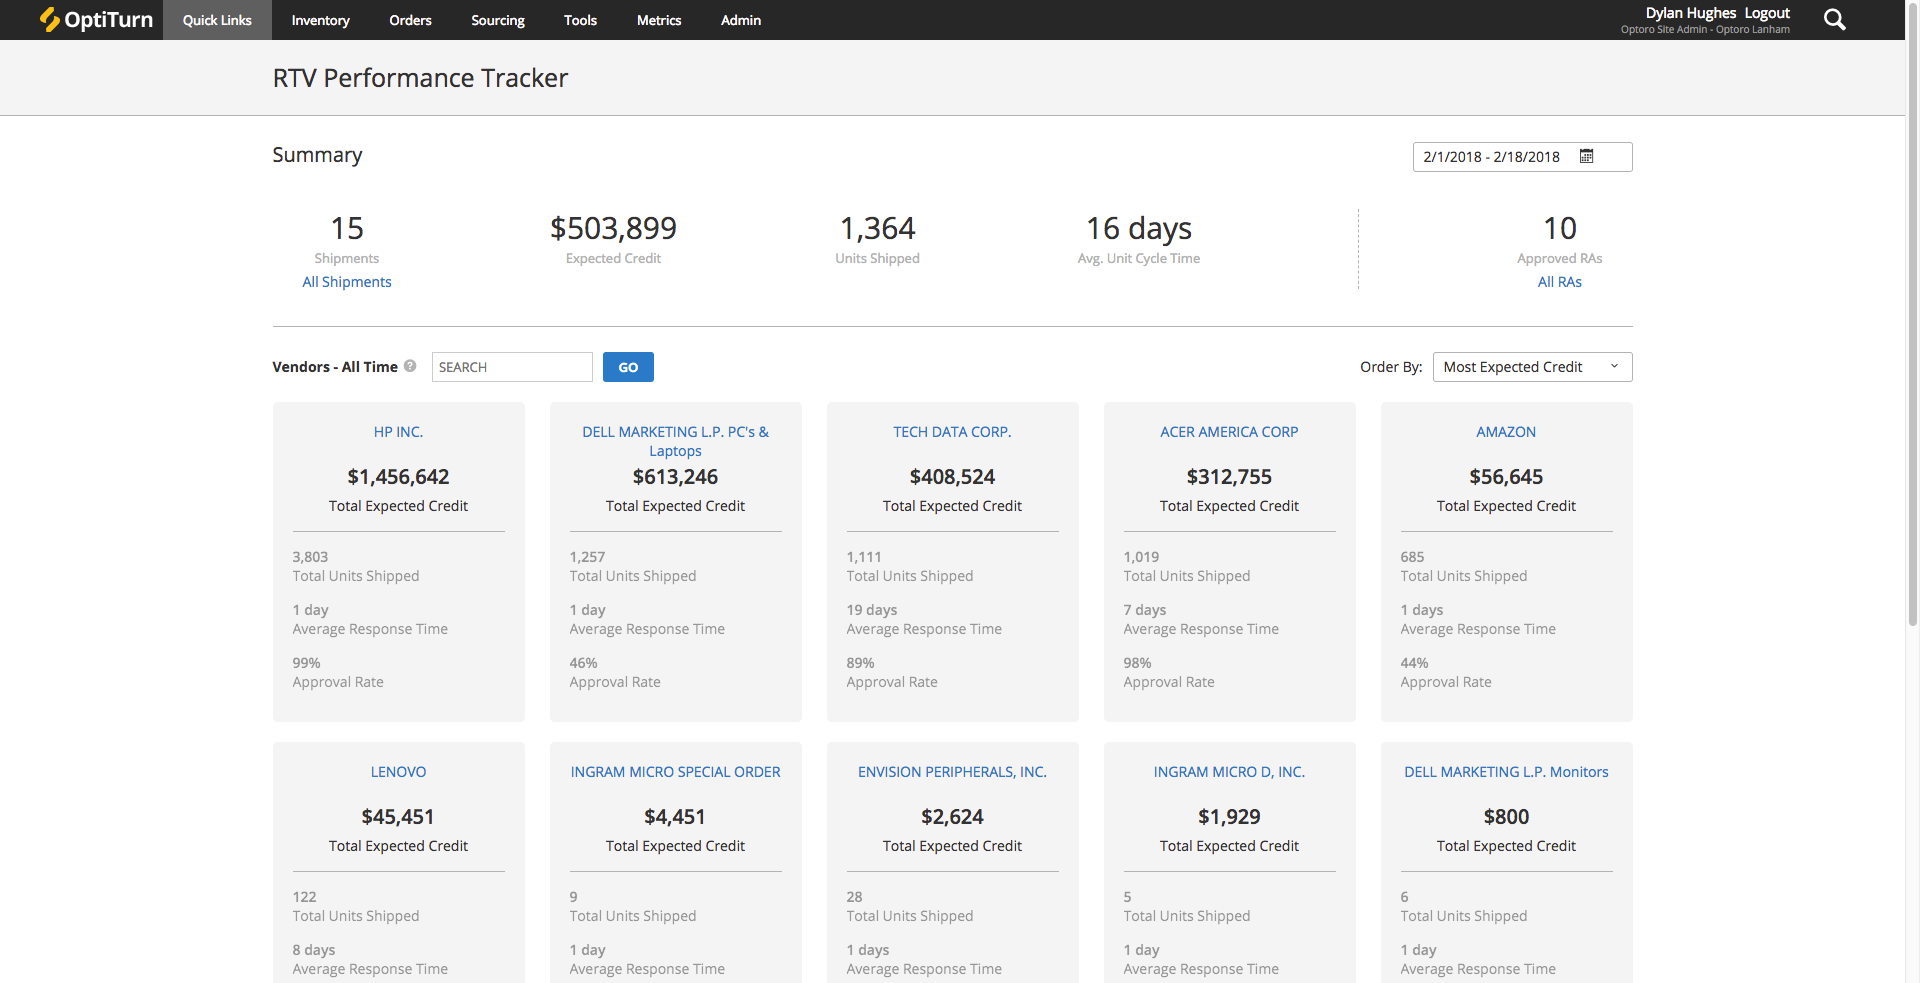 OptiTurn Quick Links Inventory Orders Sourcing Tools Metrics Admin Dylan Hughes Logout
Optoro Site Admin - Optoro Lanham
RTV Performance Tracker
Summary 2/1/2018 - 2/18/2018
15 $503,899 1,364 16 days 10
Shipments Expected Credit Units Shipped Avg. Unit Cycle Time Approved RAs
All Shipments All RAs
Vendors - All Time ? SEARCH GO Order By: Most Expected Credit
HP INC.
$1,456,642
Total Expected Credit
3,803
Total Units Shipped
1 day
Average Response Time
99%
Approval Rate
DELL MARKETING L.P. PC's &
Laptops
$613,246
Total Expected Credit
1,257
Total Units Shipped
1 day
Average Response Time
46%
Approval Rate
TECH DATA CORP.
$408,524
Total Expected Credit
1,111
Total Units Shipped
19 days
Average Response Time
89%
Approval Rate
ACER AMERICA CORP
$312,755
Total Expected Credit
1,019
Total Units Shipped
7 days
Average Response Time
98%
Approval Rate
AMAZON
$56,645
Total Expected Credit
685
Total Units Shipped
1 days
Average Response Time
44%
Approval Rate
LENOVO
$45,451
Total Expected Credit
122
Total Units Shipped
8 days
Average Response Time
INGRAM MICRO SPECIAL ORDER
$4,451
Total Expected Credit
9
Total Units Shipped
1 day
Average Response Time
ENVISION PERIPHERALS, INC.
$2,624
Total Expected Credit
28
Total Units Shipped
1 days
Average Response Time
INGRAM MICRO D, INC.
$1,929
Total Expected Credit
5
Total Units Shipped
1 day
Average Response Time
DELL MARKETING L.P. Monitors
$800
Total Expected Credit
6
Total Units Shipped
1 day
Average Response Time